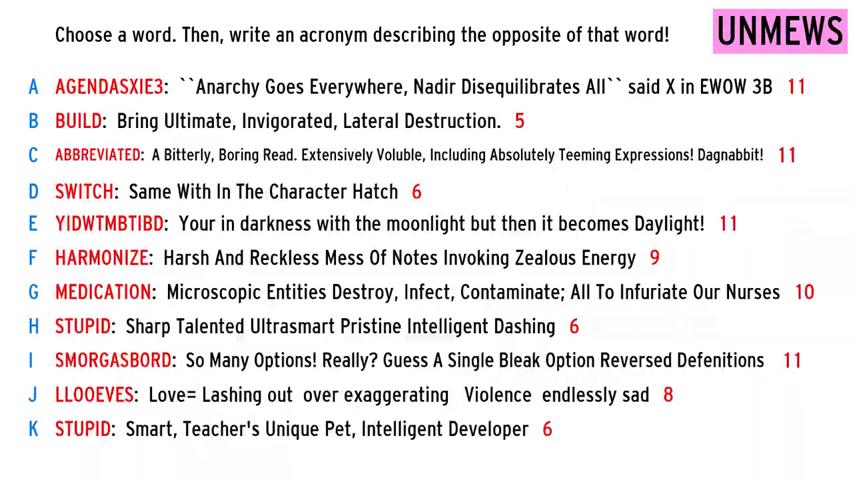 Choose a word. Then, write an acronym describing the opposite of that word!
UNMEWS
A AGENDASXIE3: ``Anarchy Goes Everywhere, Nadir Disequilibrates All`` said X in EWOW 3B 11
B BUILD: Bring Ultimate, Invigorated, Lateral Destruction. 5
C ABBREVIATED: A Bitterly, Boring Read. Extensively Voluble, Including Absolutely Teeming Expressions! Dagnabbit! 11
D SWITCH: Same With In The Character Hatch 6
E YIDWTMBTIBD: Your in darkness with the moonlight but then it becomes Daylight! 11
F HARMONIZE: Harsh And Reckless Mess Of Notes Invoking Zealous Energy 9
G MEDICATION: Microscopic Entities Destroy, Infect, Contaminate; All To Infuriate Our Nurses 10
H STUPID: Sharp Talented Ultrasmart Pristine Intelligent Dashing 6
I SMORGASBORD: So Many Options! Really? Guess A Single Bleak Option Reversed Defenitions 11
J LLOOEVES: Love= Lashing out over exaggerating Violence endlessly sad 8
K STUPID: Smart, Teacher's Unique Pet, Intelligent Developer 6